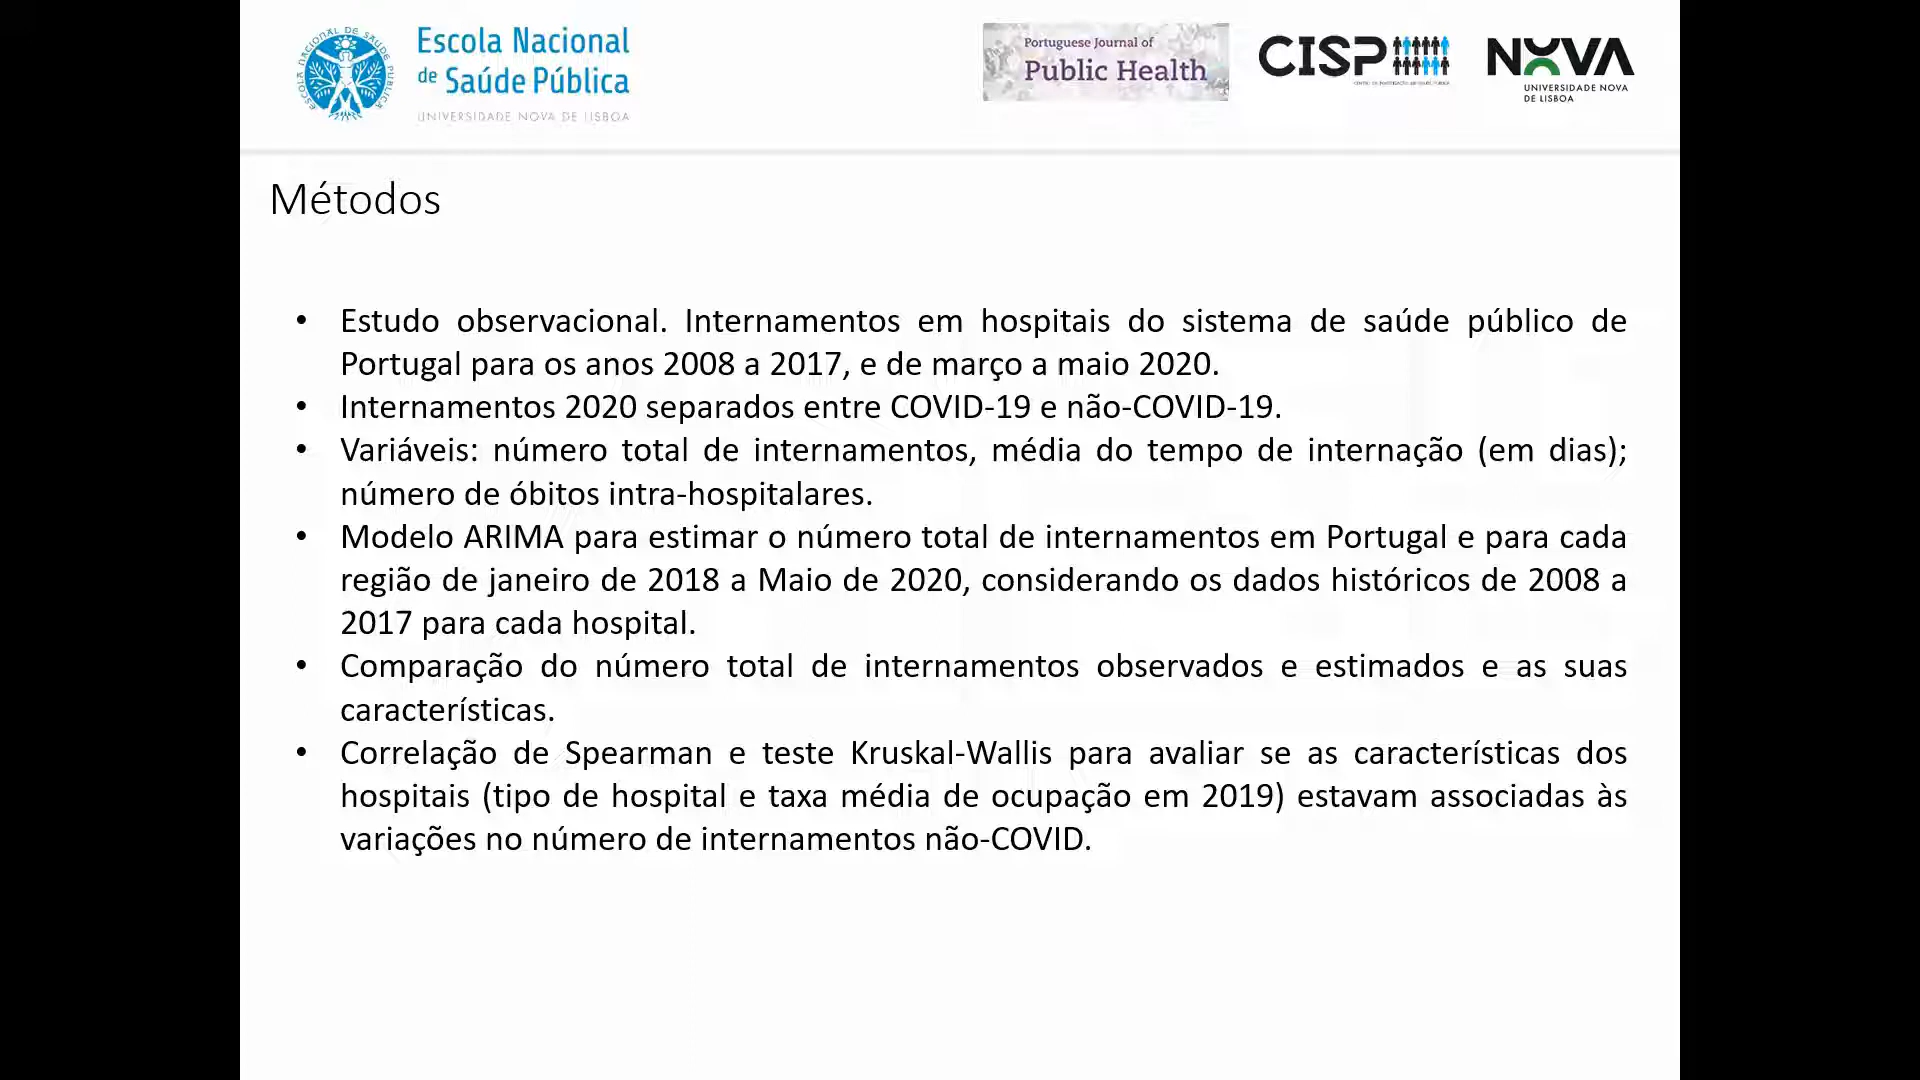 ESCOLA NACIONAL DE SAÚDE PÚBLICA
Escola Nacional
de Saúde Pública
UNIVERSIDADE NOVA DE LISBOA
Portuguese Journal of
Public Health
CISP
NOVA
UNIVERSIDADE NOVA
DE LISBOA
Métodos
• Estudo observacional. Internamentos em hospitais do sistema de saúde público de
Portugal para os anos 2008 a 2017, e de março a maio 2020.
• Internamentos 2020 separados entre COVID-19 e não-COVID-19.
• Variáveis: número total de internamentos, média do tempo de internação (em dias);
número de óbitos intra-hospitalares.
• Modelo ARIMA para estimar o número total de internamentos em Portugal e para cada
região de janeiro de 2018 a Maio de 2020, considerando os dados históricos de 2008 a
2017 para cada hospital.
• Comparação do número total de internamentos observados e estimados e as suas
características.
• Correlação de Spearman e teste Kruskal-Wallis para avaliar se as características dos
hospitais (tipo de hospital e taxa média de ocupação em 2019) estavam associadas às
variações no número de internamentos não-COVID.